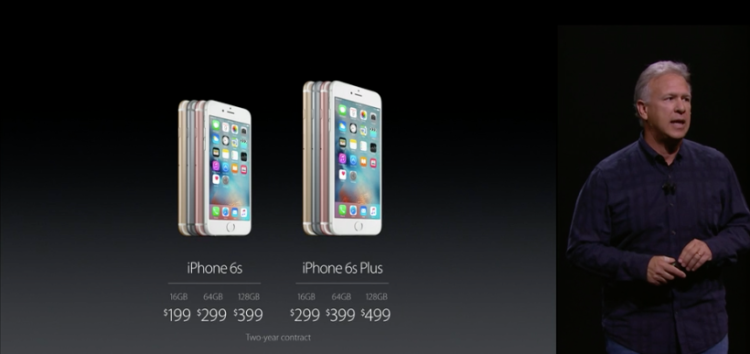 iPhone 6s iPhone 6s Plus
16GB 64GB 128GB 16GB 64GB 128GB
$199 $299 $399 $299 $399 $499
Two-year contract